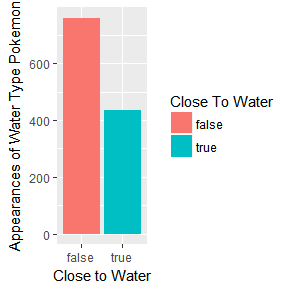 Appearances of Water Type Pokemon
600
400
200
0
false true
Close to Water
Close To Water
false
true